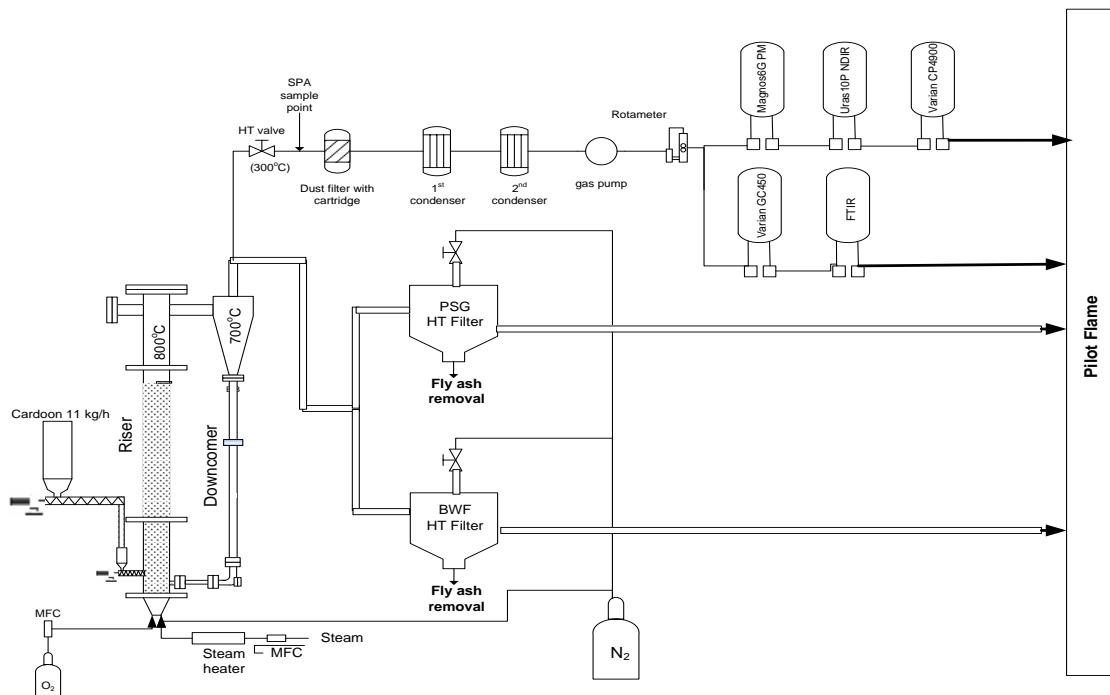 SPA
sample
point
HT valve
(300°C)
Dust filter with
cartridge
1st
condenser
2nd
condenser
gas pump
Rotameter
Magnos6G PM
Uras10P NDIR
Varian CP4900
Varian GC450
FTIR
Pilot Flame
800°C
700°C
PSG
HT Filter
Fly ash
removal
Cardoon 11 kg/h
Riser
Downcomer
BWF
HT Filter
Fly ash
removal
MFC
O2
Steam
heater
MFC
Steam
N2